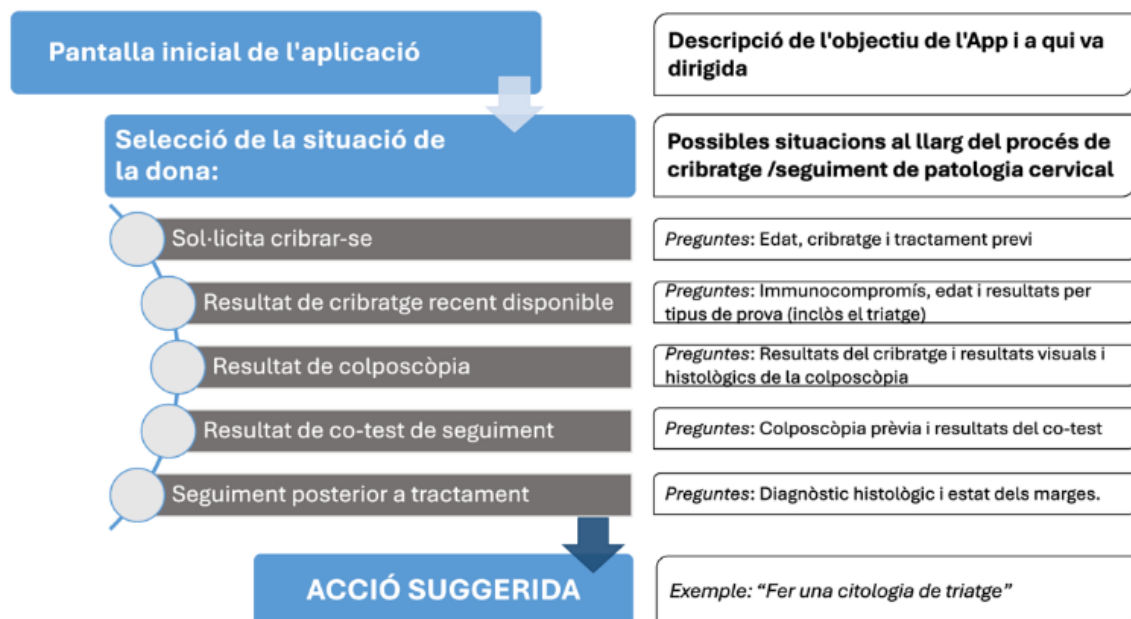 Pantalla inicial de l'aplicació
Descripció de l'objectiu de l'App i a qui va
dirigida
Selecció de la situació de
la dona:
Possibles situacions al llarg del procés de
cribratge /seguiment de patologia cervical
Sol·licita cribrar-se
Preguntes: Edat, cribratge i tractament previ
Resultat de cribratge recent disponible
Preguntes: Immunocompromís, edat i resultats per
tipus de prova (inclòs el triatge)
Resultat de colposcòpia
Preguntes: Resultats del cribratge i resultats visuals i
histològics de la colposcòpia
Resultat de co-test de seguiment
Preguntes: Colposcòpia prèvia i resultats del co-test
Seguiment posterior a tractament
Preguntes: Diagnòstic histològic i estat dels marges.
ACCIÓ SUGGERIDA
Exemple: “Fer una citologia de triatge”